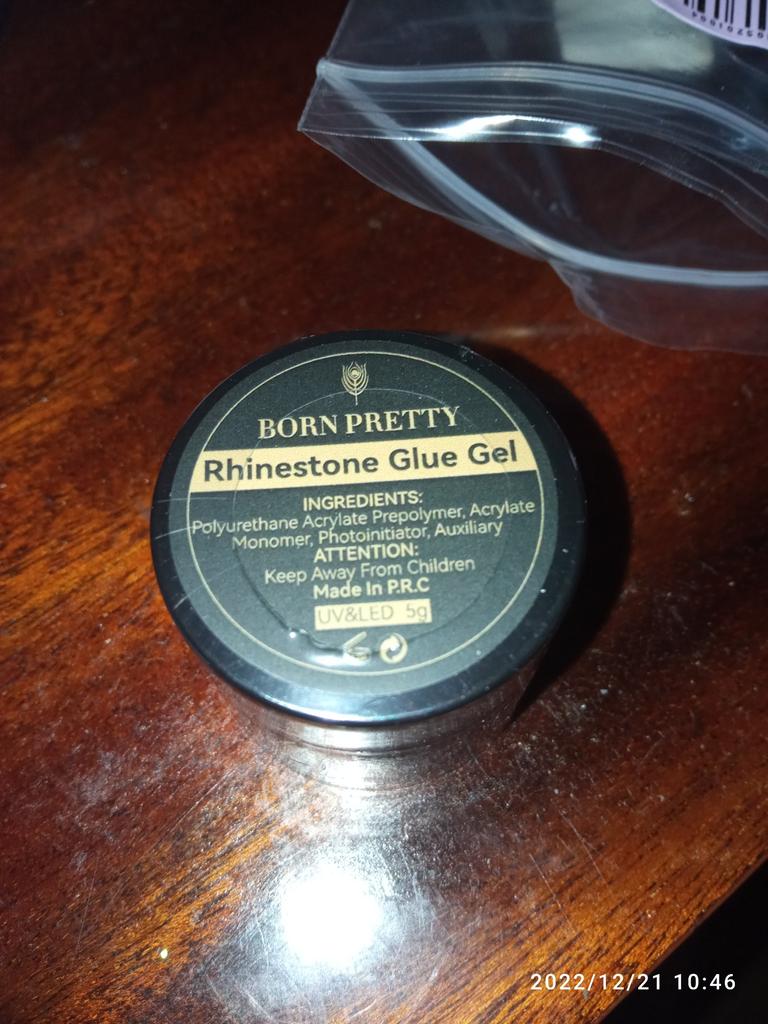 BORN PRETTY
Rhinestone Glue Gel
INGREDIENTS:
Polyurethane Acrylate Prepolymer, Acrylate
Monomer, Photoinitiator, Auxiliary
ATTENTION:
Keep Away From Children
Made In P.R.C
UV&LED 5g
2022/12/21 10:46